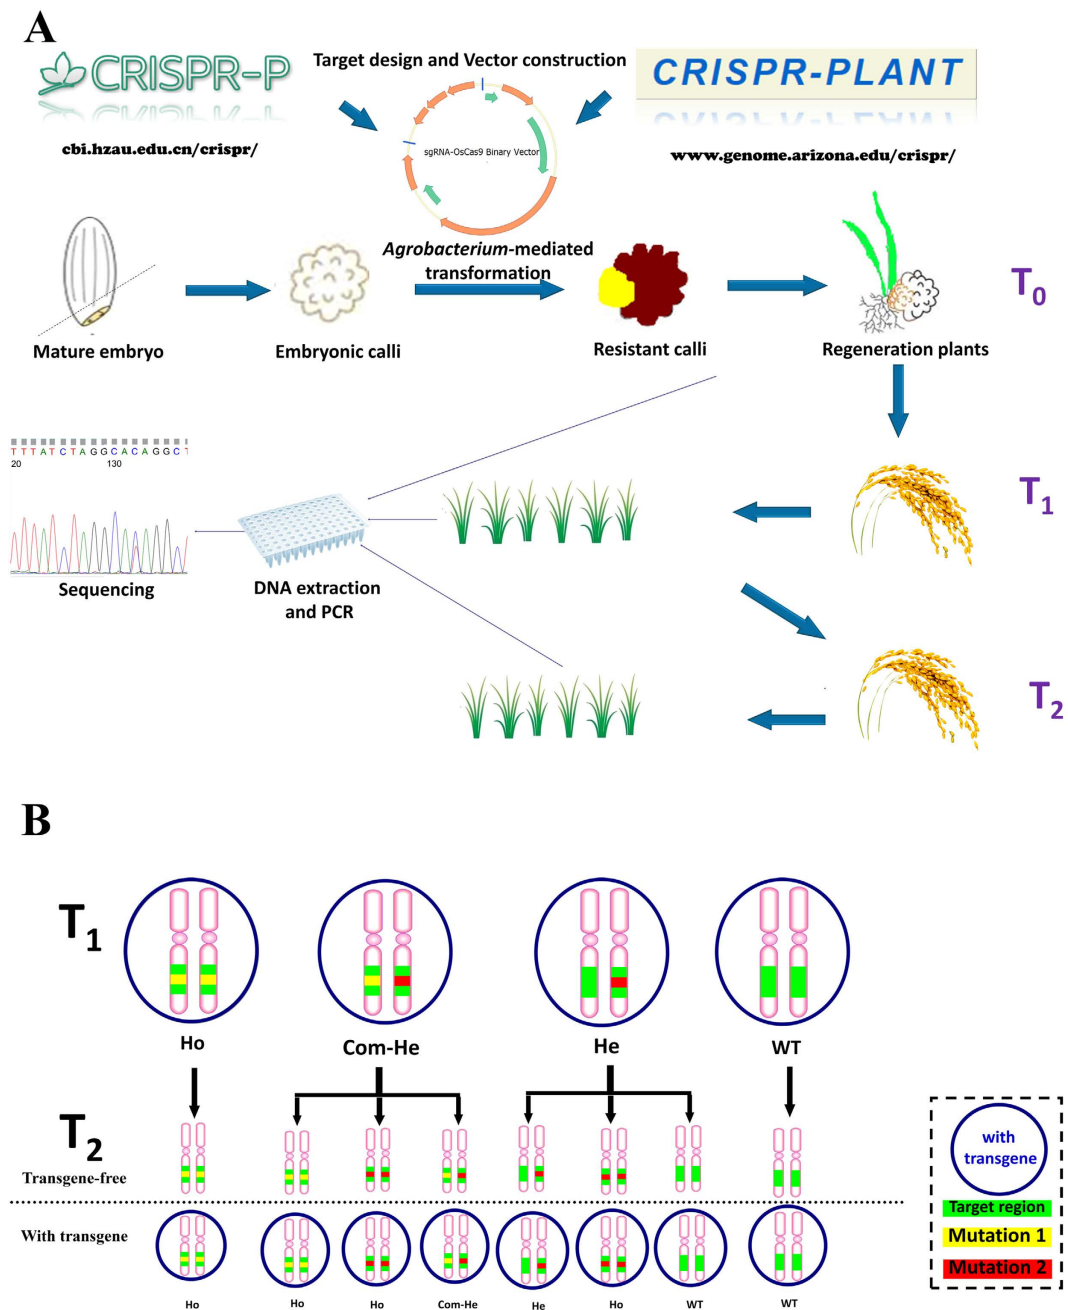 A
CRISPR-P
Target design and Vector construction
CRISPR-PLANT
cbi.hzau.edu.cn/crispr/
sgRNA-OsCas9 Binary Vector
www.genome.arizona.edu/crispr/
Agrobacterium-mediated
transformation
T0
Mature embryo
Embryonic calli
Resistant calli
Regeneration plants
TTTATCTAGGCACAGGCT
20 130
T1
Sequencing
DNA extraction
and PCR
T2
B
T1
Ho
Com-He
He
WT
T2
Transgene-free
With transgene
Ho
Ho
Ho
Com-He
He
Ho
WT
WT
with
transgene
Target region
Mutation 1
Mutation 2